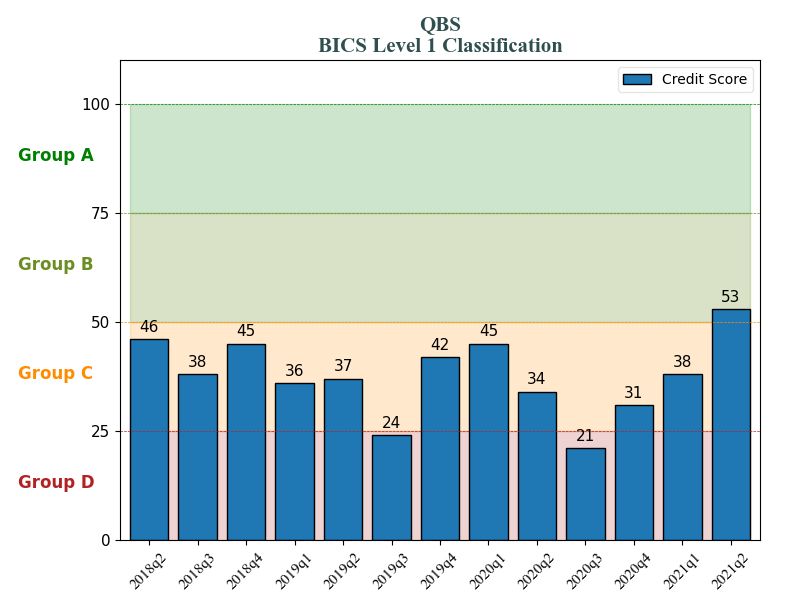 QBS
BICS Level 1 Classification
Credit Score
100
Group A
75
Group B
50
Group C
25
Group D
0
46
38
45
36
37
24
42
45
34
21
31
38
53
2018q2
2018q3
2018q4
2019q1
2019q2
2019q3
2019q4
2020q1
2020q2
2020q3
2020q4
2021q1
2021q2